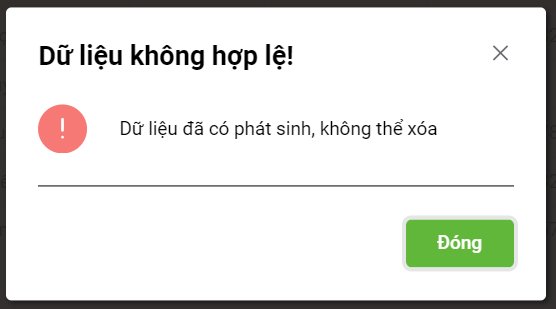 Dữ liệu không hợp lệ!
!
Dữ liệu đã có phát sinh, không thể xóa
Đóng